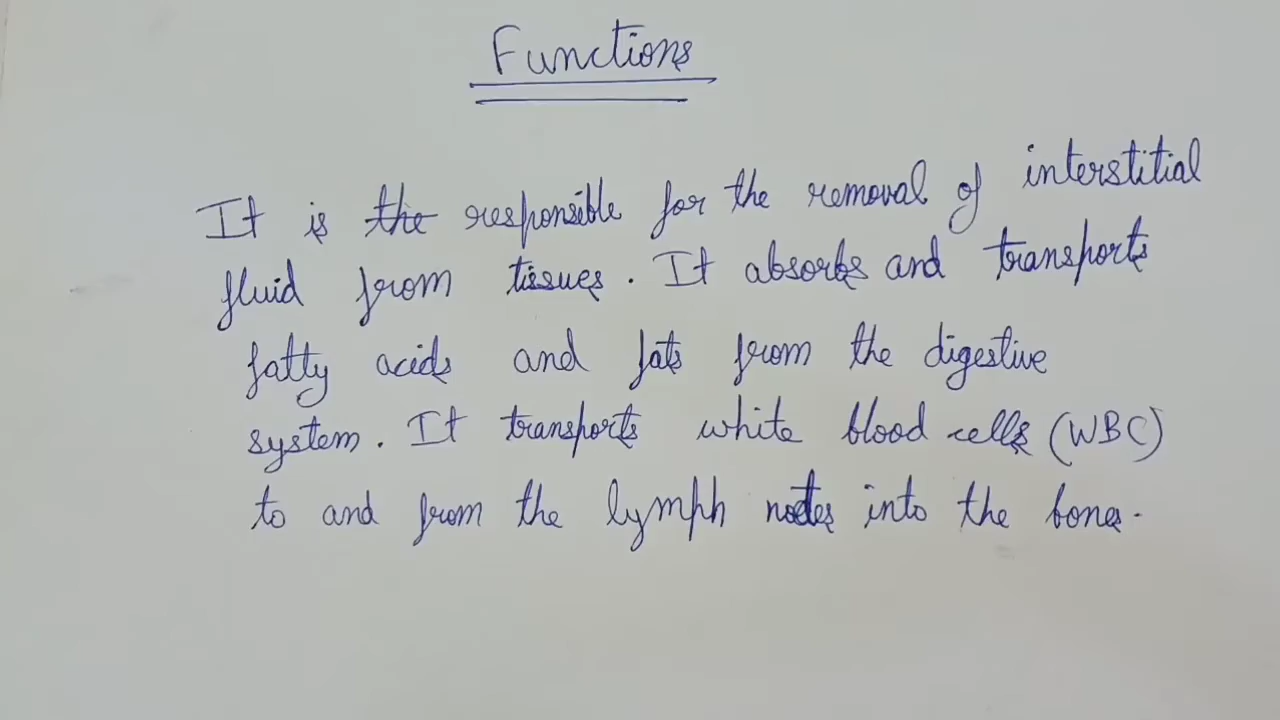 Functions
It is the responsible for the removal of interstitial
fluid from tissues. It absorbs and transports
fatty acids and fats from the digestive
system. It transports white blood cells (WBC)
to and from the lymph nodes into the bones.